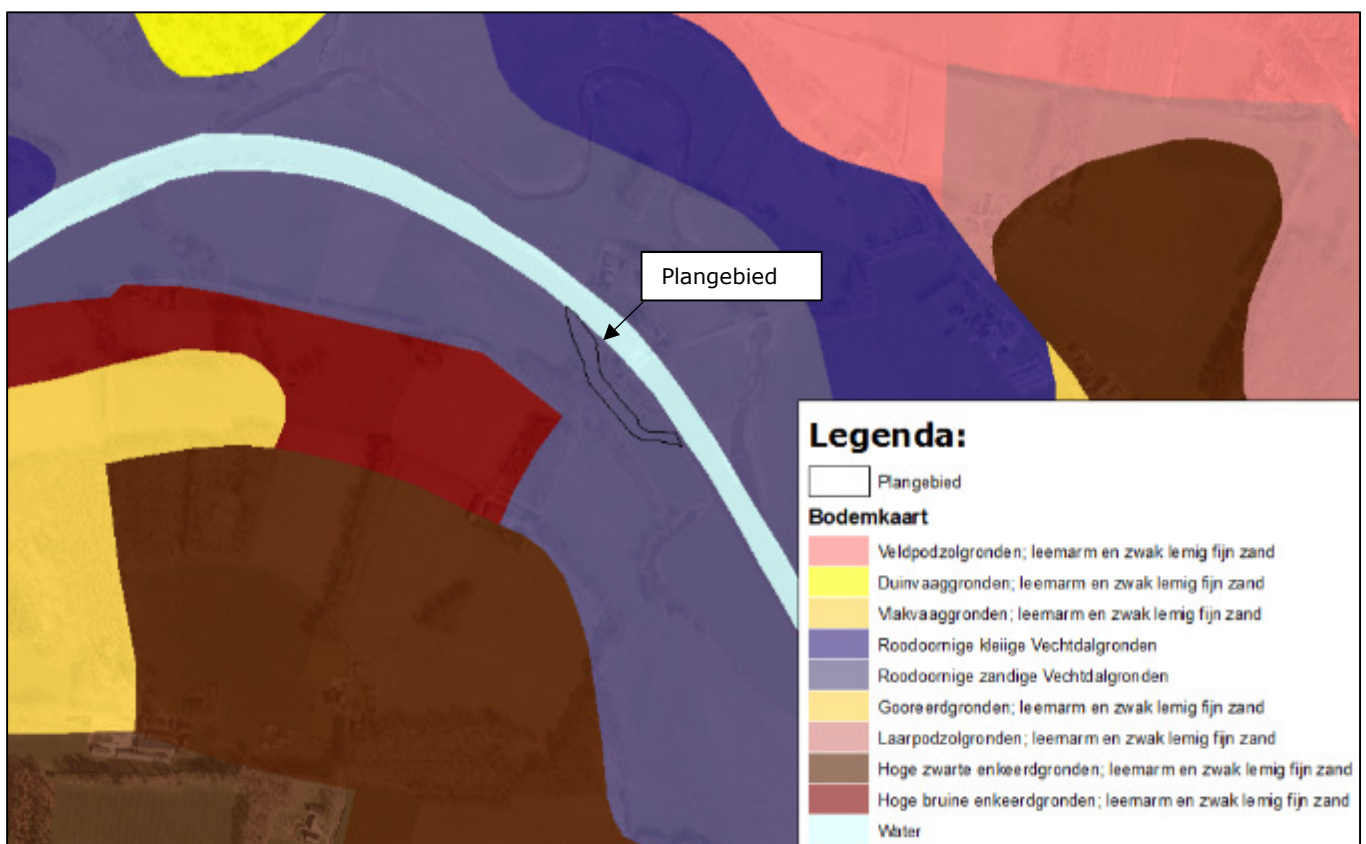 Plangebied
Legenda:
Plangebied
Bodemkaart
Veldpodzolgronden; leemarm en zwak lemig fijn zand
Duinvaaggronden; leemarm en zwak lemig fijn zand
Vlakvaaggronden; leemarm en zwak lemig fijn zand
Roodoornige kleiige Vechtdalgronden
Roodoornige zandige Vechtdalgronden
Gooreerdgronden; leemarm en zwak lemig fijn zand
Laarpodzolgronden; leemarm en zwak lemig fijn zand
Hoge zwarte enkeerdgronden; leemarm en zwak lemig fijn zand
Hoge bruine enkeerdgronden; leemarm en zwak lemig fijn zand
Water